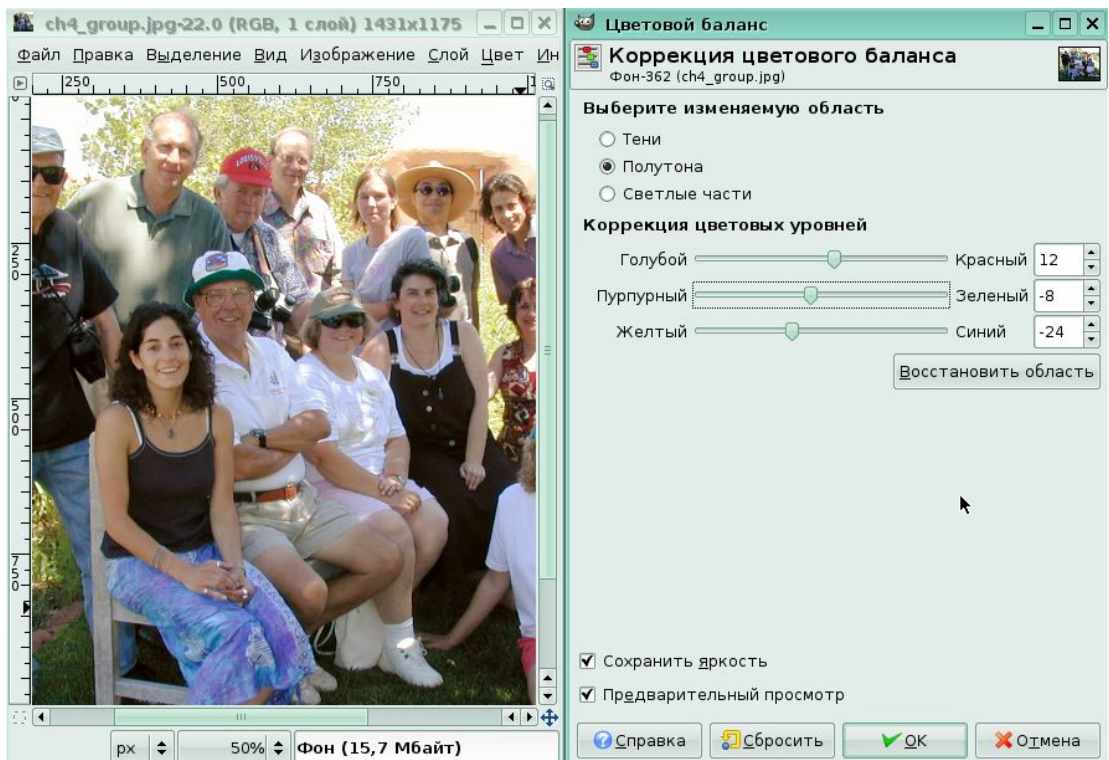 ch4_group.jpg-22.0 (RGB, 1 слой) 1431x1175
Файл Правка Выделение Вид Изображение Слой Цвет Ин
250 500 750 1
0
250
500
750
LOUISVILLE
px 50% Фон (15,7 Мбайт)
Цветовой баланс
Коррекция цветового баланса
Фон-362 (ch4_group.jpg)
Выберите изменяемую область
Тени
Полутона
Светлые части
Коррекция цветовых уровней
Голубой Красный 12
Пурпурный Зеленый -8
Желтый Синий -24
Восстановить область
Сохранить яркость
Предварительный просмотр
Справка Сбросить OK Отмена